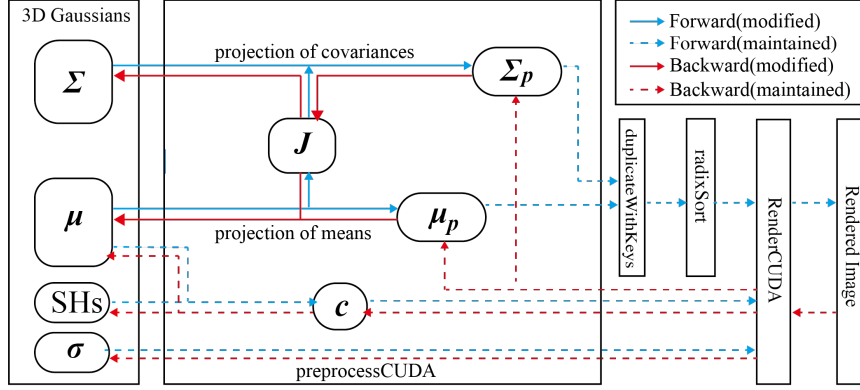 3D Gaussians
Σ
μ
SHs
σ
projection of covariances
Σp
J
μp
projection of means
c
preprocessCUDA
Forward(modified)
Forward(maintained)
Backward(modified)
Backward(maintained)
duplicateWithKeys
radixSort
RenderCUDA
Rendered Image